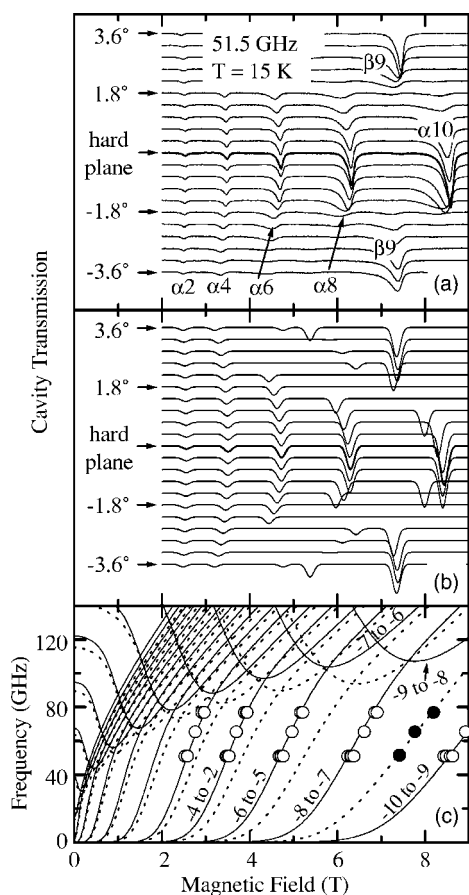 3.6°
51.5 GHz
T = 15 K
β9
1.8°
α10
hard
plane
-1.8°
β9
-3.6°
α2
α4
α6
α8
(a)
Cavity Transmission
3.6°
1.8°
hard
plane
-1.8°
-3.6°
(b)
120
80
40
0
Frequency
(GHz)
-9 to -8
-4 to -2
-6 to -5
-8 to -7
-10 to -9
(c)
0
2
4
6
8
Magnetic Field (T)